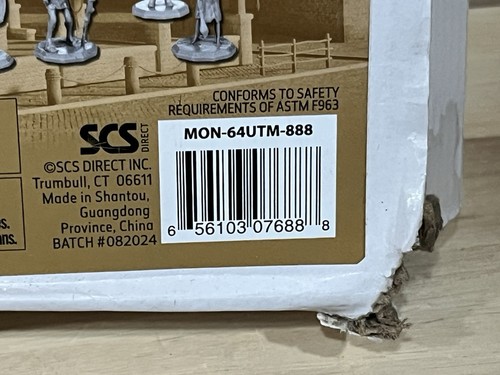 CONFORMS TO SAFETY
REQUIREMENTS OF ASTM F963
SCS DIRECT
MON-64UTM-888
©SCS DIRECT INC.
Trumbull, CT 06611
Made in Shantou,
Guangdong
Province, China
BATCH #082024
6 56103 07688 8